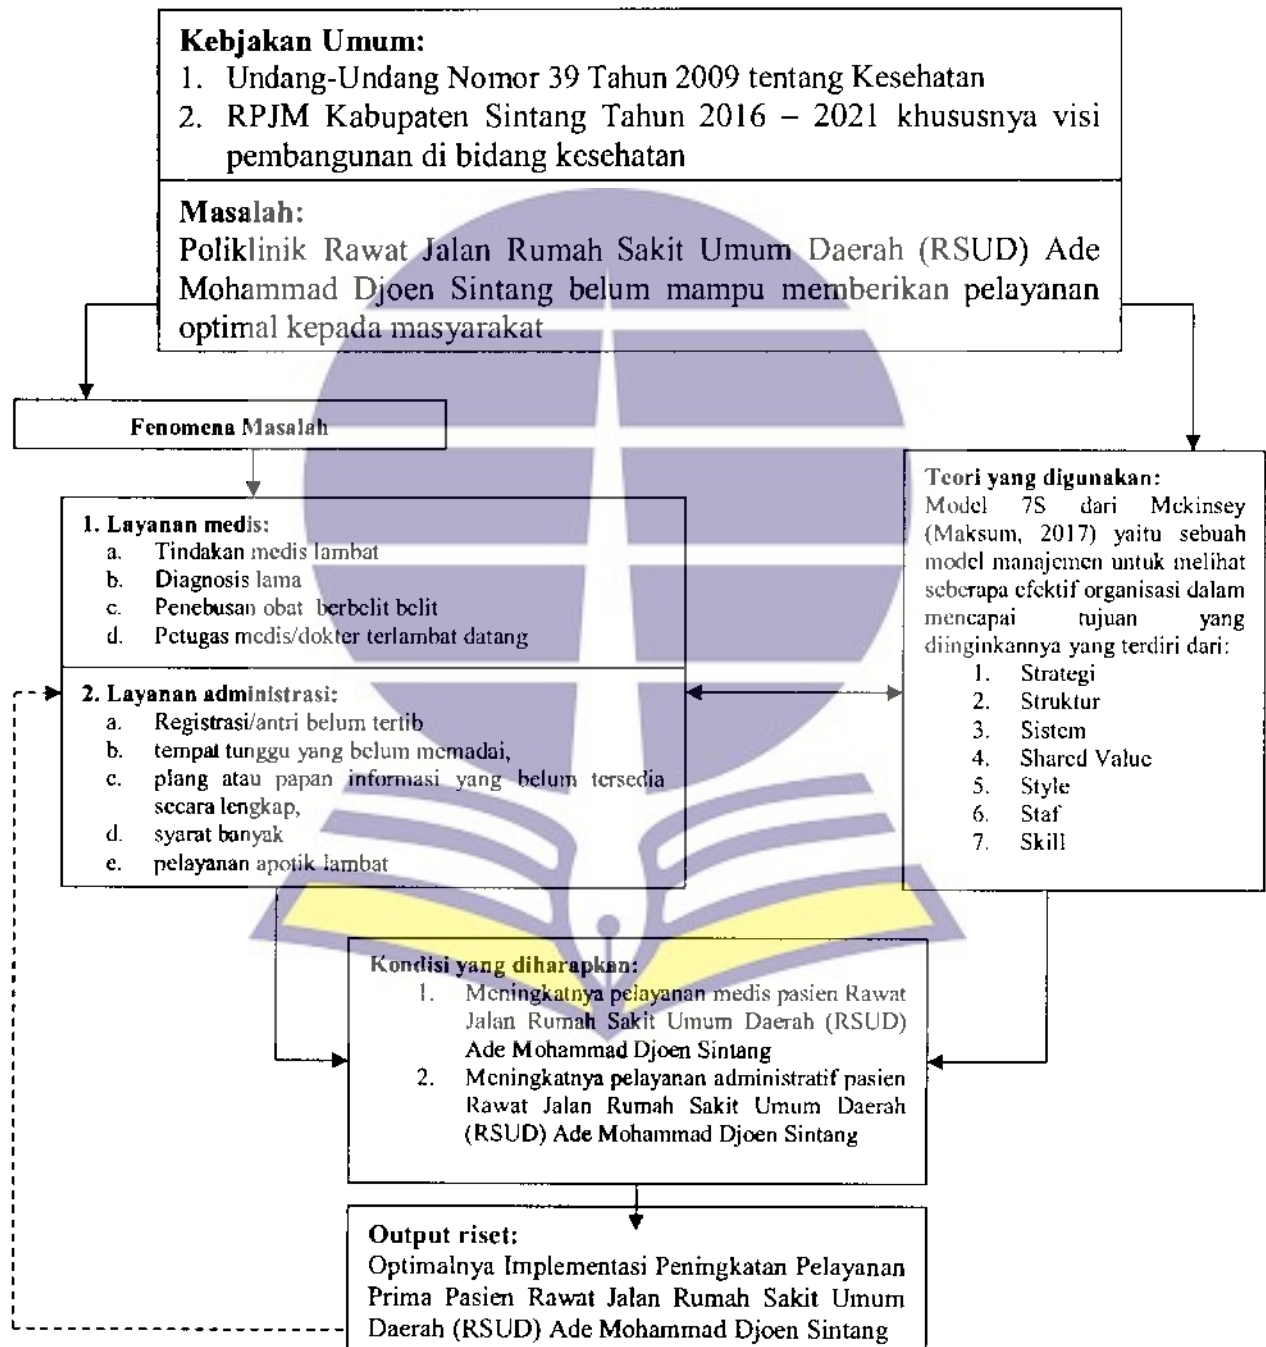 Kebjakan Umum:
1. Undang-Undang Nomor 39 Tahun 2009 tentang Kesehatan
2. RPJM Kabupaten Sintang Tahun 2016 – 2021 khususnya visi
pembangunan di bidang kesehatan
Masalah:
Poliklinik Rawat Jalan Rumah Sakit Umum Daerah (RSUD) Ade
Mohammad Djoen Sintang belum mampu memberikan pelayanan
optimal kepada masyarakat
Fenomena Masalah
1. Layanan medis:
a. Tindakan medis lambat
b. Diagnosis lama
c. Penebusan obat berbelit belit
d. Petugas medis/dokter terlambat datang
2. Layanan administrasi:
a. Registrasi/antri belum tertib
b. tempat tunggu yang belum memadai,
c. plang atau papan informasi yang belum tersedia
secara lengkap,
d. syarat banyak
e. pelayanan apotik lambat
Teori yang digunakan:
Model 7S dari Mckinsey
(Maksum, 2017) yaitu sebuah
model manajemen untuk melihat
seberapa efektif organisasi dalam
mencapai tujuan yang
diinginkannya yang terdiri dari:
1. Strategi
2. Struktur
3. Sistem
4. Shared Value
5. Style
6. Staf
7. Skill
Kondisi yang diharapkan:
1. Meningkatnya pelayanan medis pasien Rawat
Jalan Rumah Sakit Umum Daerah (RSUD)
Ade Mohammad Djoen Sintang
2. Meningkatnya pelayanan administratif pasien
Rawat Jalan Rumah Sakit Umum Daerah
(RSUD) Ade Mohammad Djoen Sintang
Output riset:
Optimalnya Implementasi Peningkatan Pelayanan
Prima Pasien Rawat Jalan Rumah Sakit Umum
Daerah (RSUD) Ade Mohammad Djoen Sintang